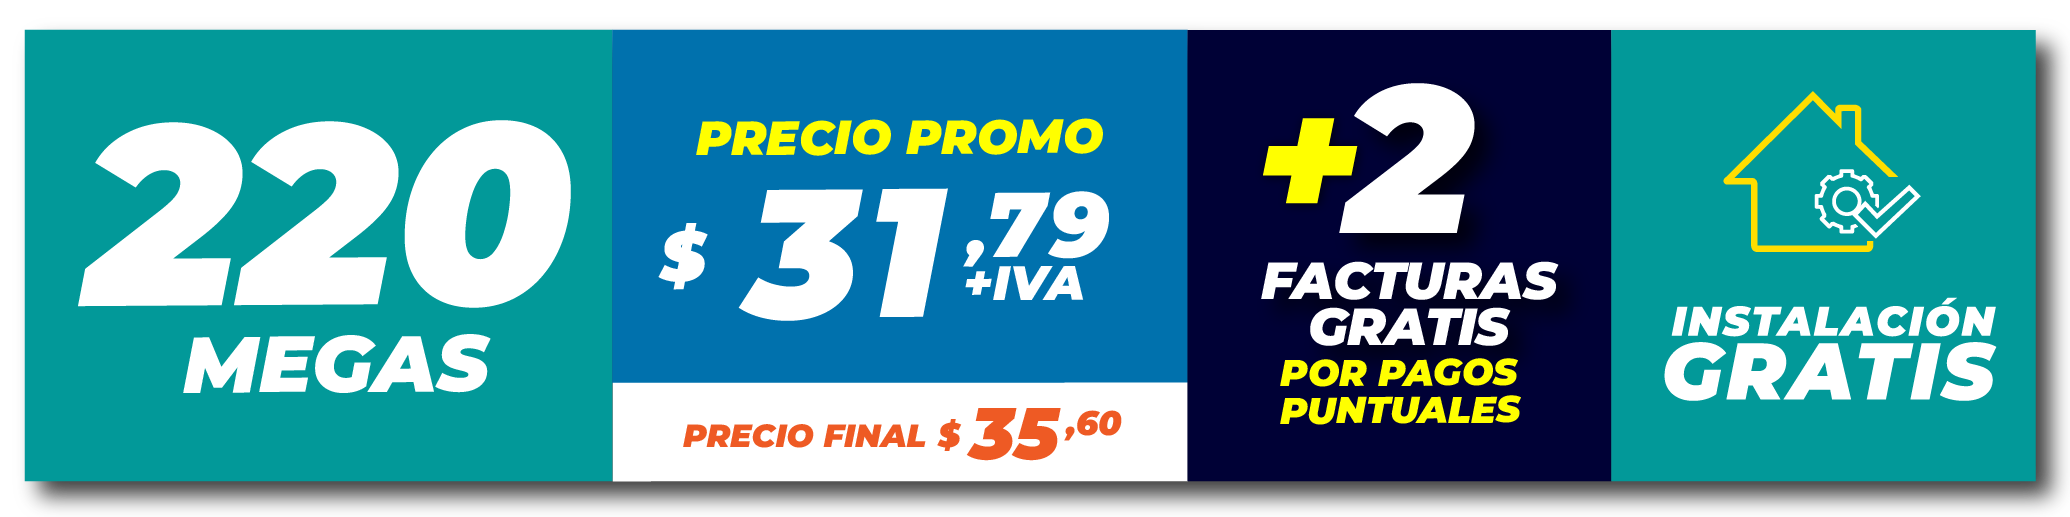 220
MEGAS
PRECIO PROMO
$ 31,79
+IVA
PRECIO FINAL $ 35,60
+2
FACTURAS
GRATIS
POR PAGOS
PUNTUALES
INSTALACIÓN
GRATIS